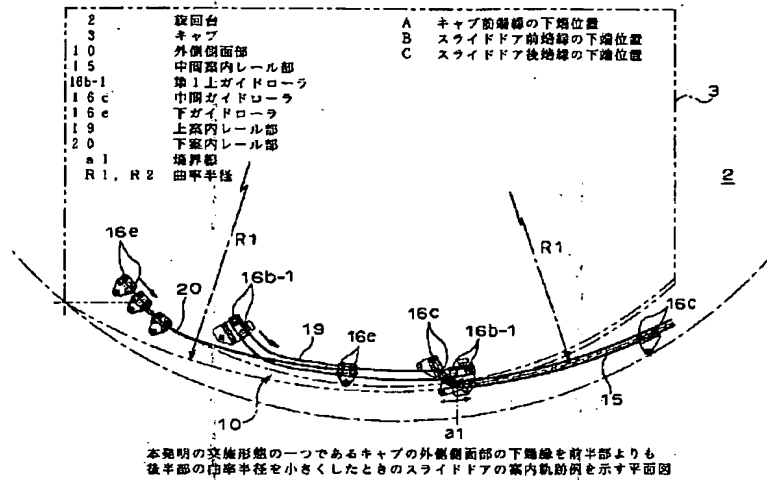 2 旋回台
3 キャブ
10 外側側面部
15 中間案内レール部
16b-1 第1上ガイドローラ
16c 中間ガイドローラ
16e 下ガイドローラ
19 上案内レール部
20 下案内レール部
a1 境界線
R1, R2 曲率半径
A キャブ前端縁の下端位置
B スライドドア前端縁の下端位置
C スライドドア後端縁の下端位置
3
2
R1
R1
16e
20
16b-1
19
16e
16c
16b-1
16c
15
10
a1
本発明の実施形態の一つであるキャブの外側側面部の下端縁を前半部よりも
後半部の曲率半径を小さくしたときのスライドドアの案内軌跡例を示す平面図